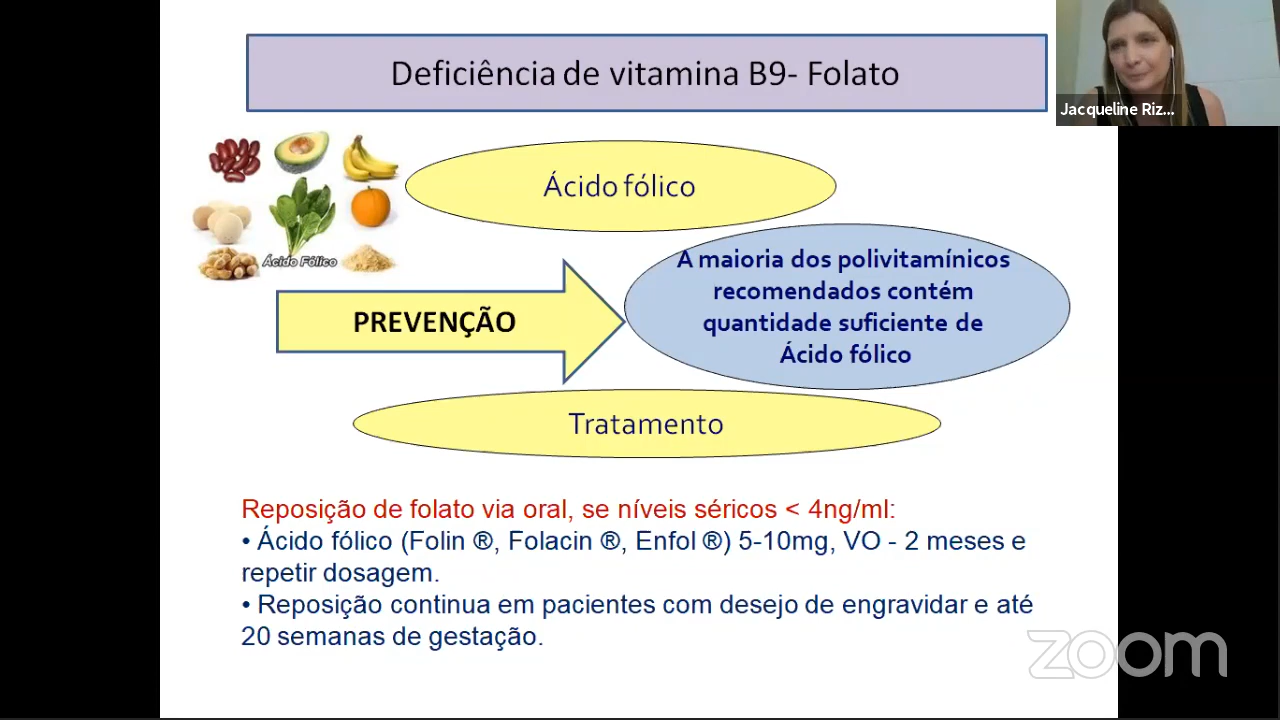 Deficiência de vitamina B9- Folato
Jacqueline Riz...
Ácido fólico
Ácido Fólico
A maioria dos polivitamínicos
recomendados contém
quantidade suficiente de
Ácido fólico
PREVENÇÃO
Tratamento
Reposição de folato via oral, se níveis séricos < 4ng/ml:
• Ácido fólico (Folin ®, Folacin ®, Enfol ®) 5-10mg, VO - 2 meses e
repetir dosagem.
• Reposição continua em pacientes com desejo de engravidar e até
20 semanas de gestação.
zoom